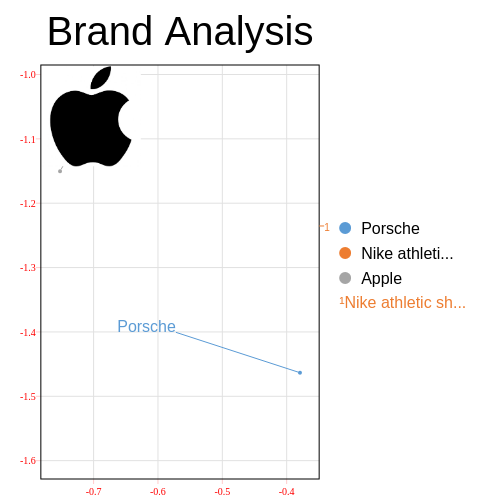 Brand Analysis
-1.0
-1.1
-1.2
-1.3
-1.4
-1.5
-1.6
-0.7
-0.6
-0.5
-0.4
Porsche
1
Porsche
Nike athleti...
Apple
¹Nike athletic sh...